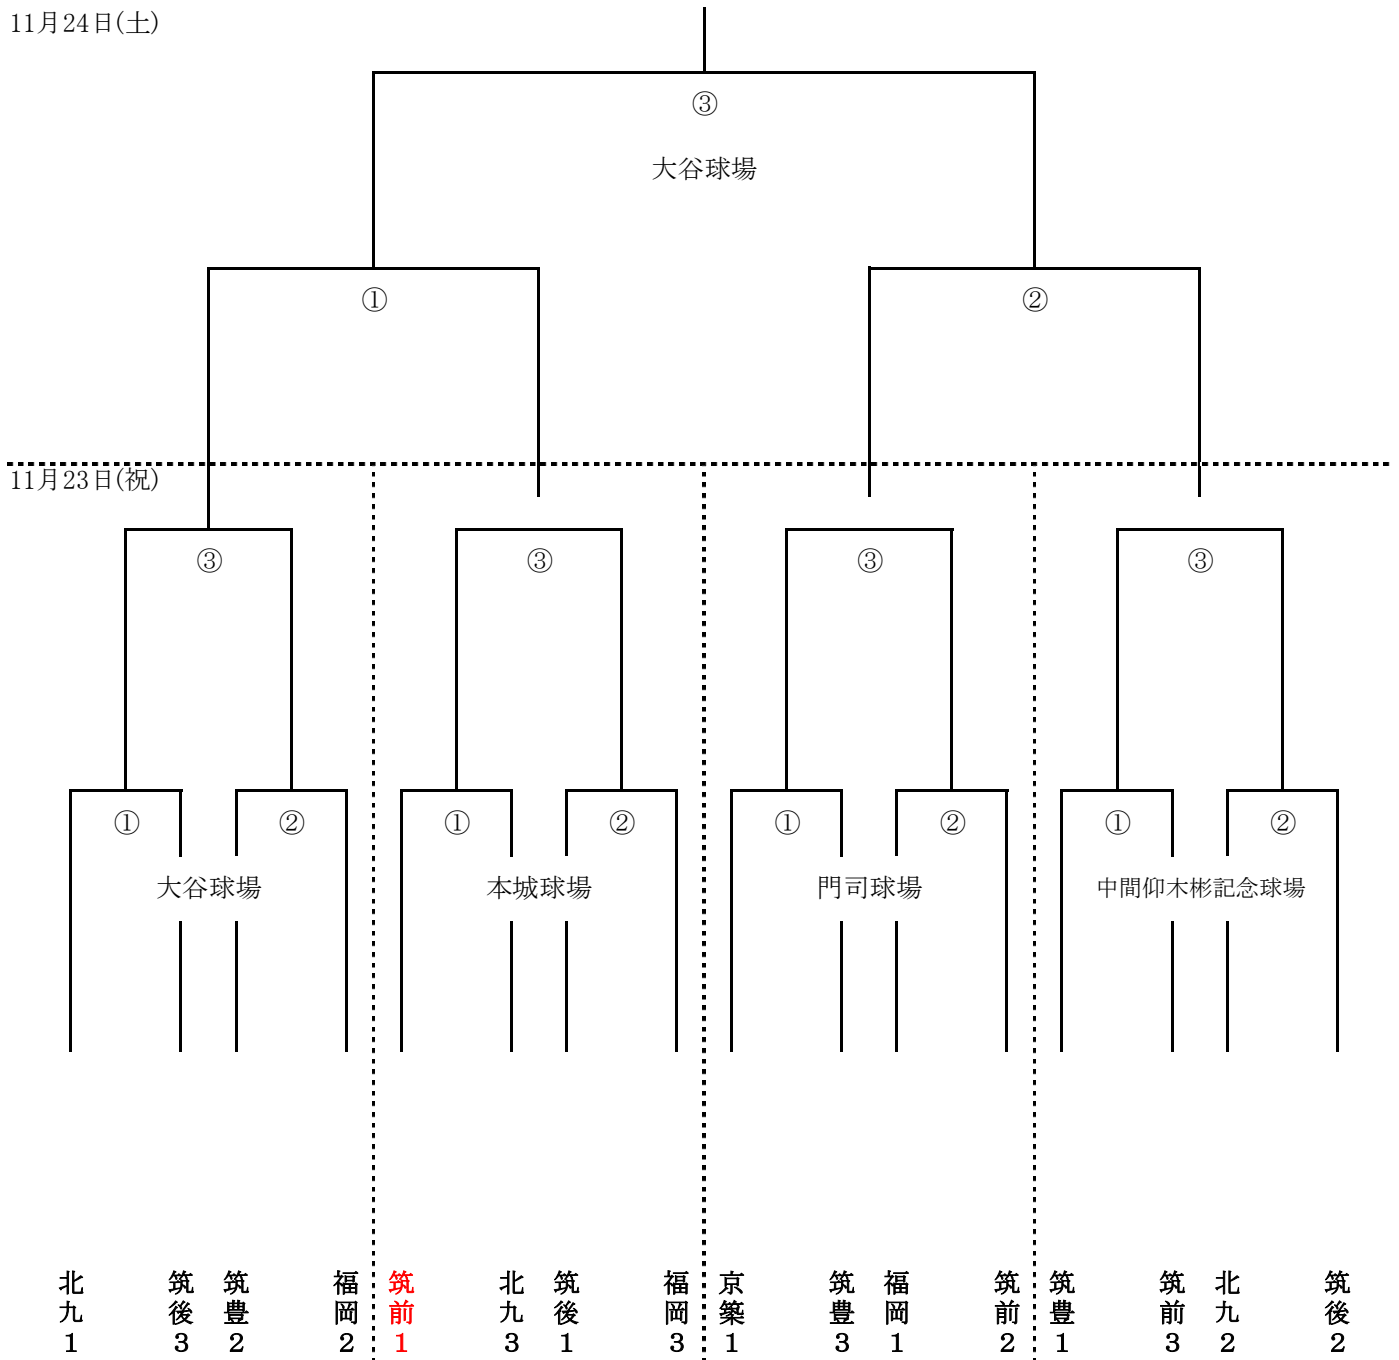 11月24日(土)
③
大谷球場
①
②
11月23日(祝)
③
③
③
③
①
②
①
②
①
②
①
②
大谷球場
本城球場
門司球場
中間仰木彬記念球場
北九1
筑後3
筑豊2
福岡2
筑前1
北九3
筑後1
福岡3
京築1
筑豊3
福岡1
筑前2
筑豊1
筑前3
北九2
筑後2